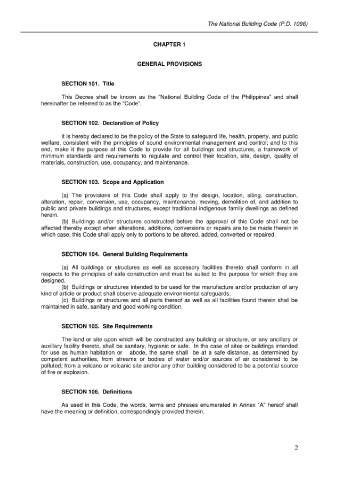 The National Building Code (P.D. 1096)
CHAPTER 1
GENERAL PROVISIONS
SECTION 101. Title
This Decree shall be known as the "National Building Code of the Philippines" and shall
hereinafter be referred to as the "Code".
SECTION 102. Declaration of Policy
It is hereby declared to be the policy of the State to safeguard life, health, property, and public
welfare, consistent with the principles of sound environmental management and control; and to this
end, make it the purpose of this Code to provide for all buildings and structures, a framework of
minimum standards and requirements to regulate and control their location, site, design, quality of
materials, construction, use, occupancy, and maintenance.
SECTION 103. Scope and Application
(a) The provisions of this Code shall apply to the design, location, siting, construction,
alteration, repair, conversion, use, occupancy, maintenance, moving, demolition of, and addition to
public and private buildings and structures, except traditional indigenous family dwellings as defined
herein.
(b) Buildings and/or structures constructed before the approval of this Code shall not be
affected thereby except when alterations, additions, conversions or repairs are to be made therein in
which case, this Code shall apply only to portions to be altered, added, converted or repaired.
SECTION 104. General Building Requirements
(a) All buildings or structures as well as accessory facilities thereto shall conform in all
respects to the principles of safe construction and must be suited to the purpose for which they are
designed.
(b) Buildings or structures intended to be used for the manufacture and/or production of any
kind of article or product shall observe adequate environmental safeguards.
(c) Buildings or structures and all parts thereof as well as all facilities found therein shall be
maintained in safe, sanitary and good working condition.
SECTION 105. Site Requirements
The land or site upon which will be constructed any building or structure, or any ancillary or
auxiliary facility thereto, shall be sanitary, hygienic or safe. In the case of sites or buildings intended
for use as human habitation or abode, the same shall be at a safe distance, as determined by
competent authorities, from streams or bodies of water and/or sources of air considered to be
polluted; from a volcano or volcanic site and/or any other building considered to be a potential source
of fire or explosion.
SECTION 106. Definitions
As used in this Code, the words, terms and phrases enumerated in Annex "A" hereof shall
have the meaning or definition, correspondingly provided therein.
2